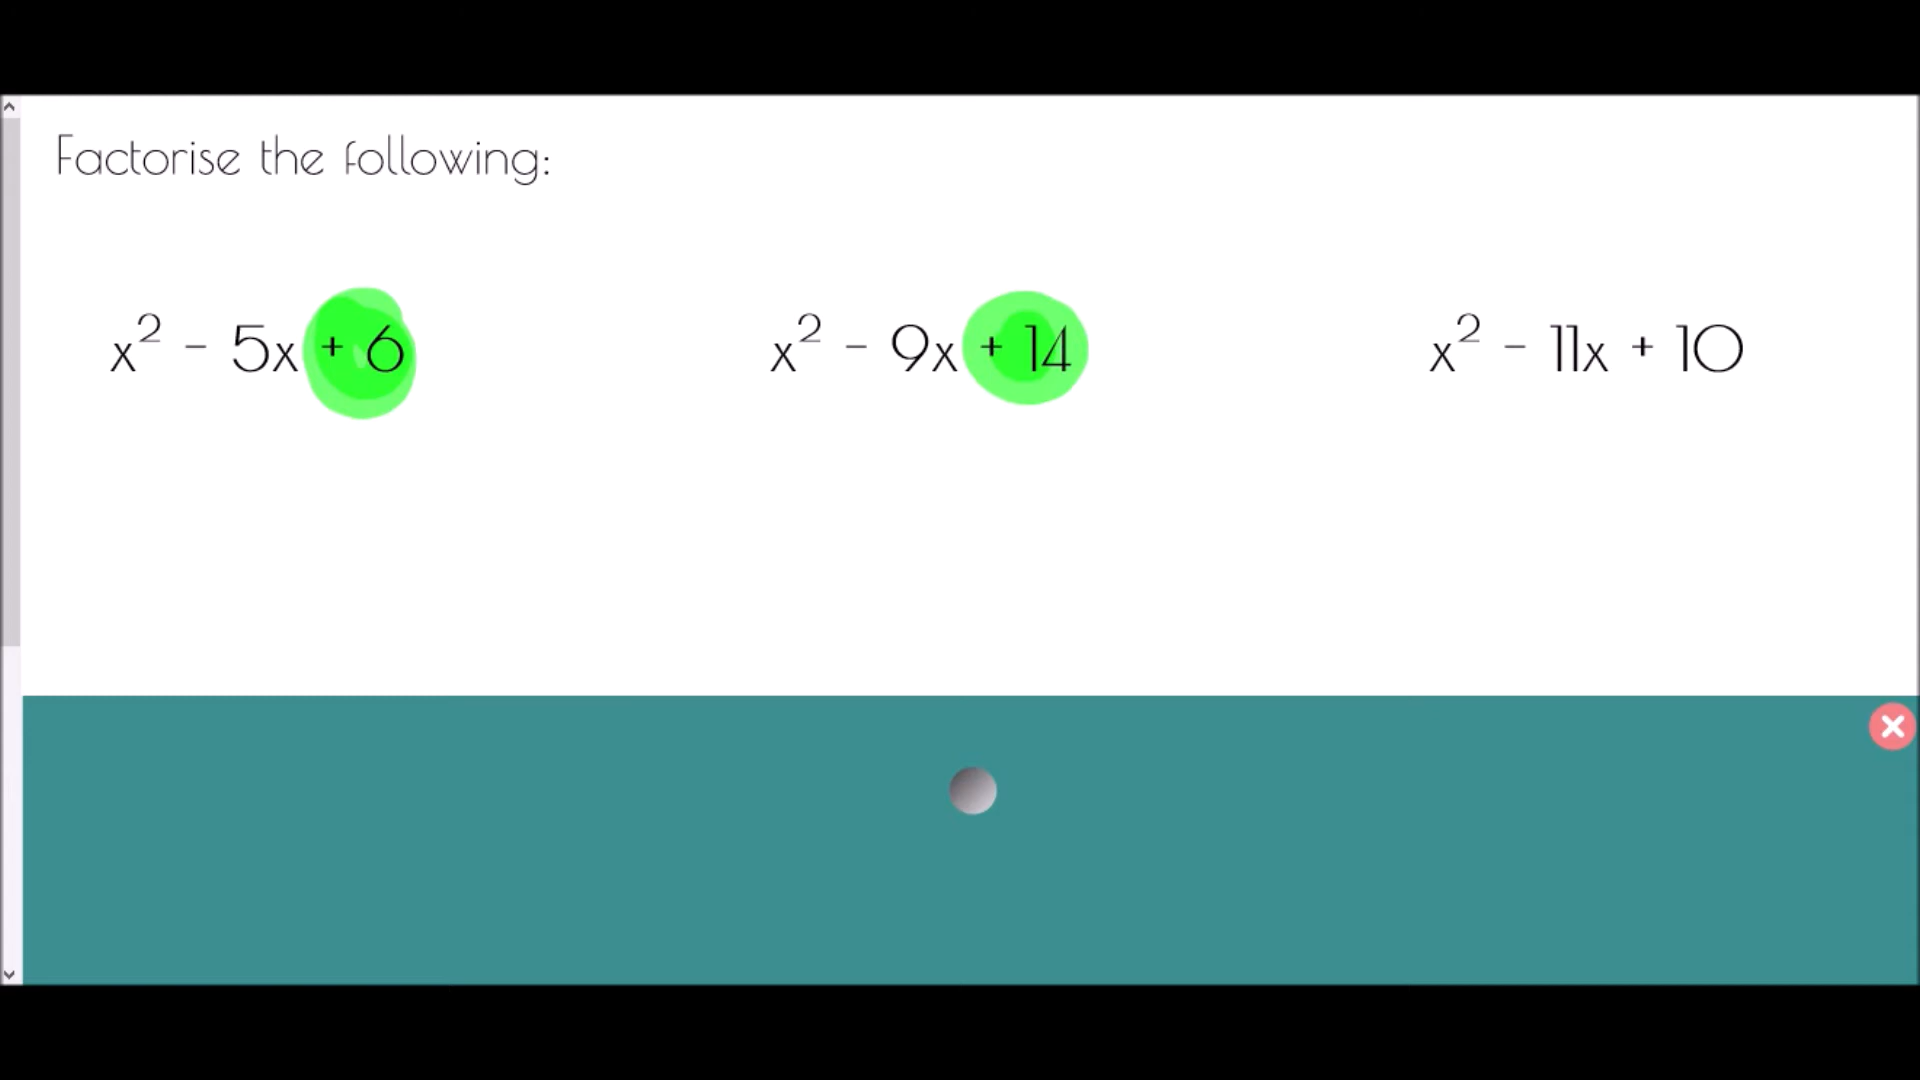 Factorise the following:
x² - 5x + 6
x² - 9x + 14
x² - 11x + 10